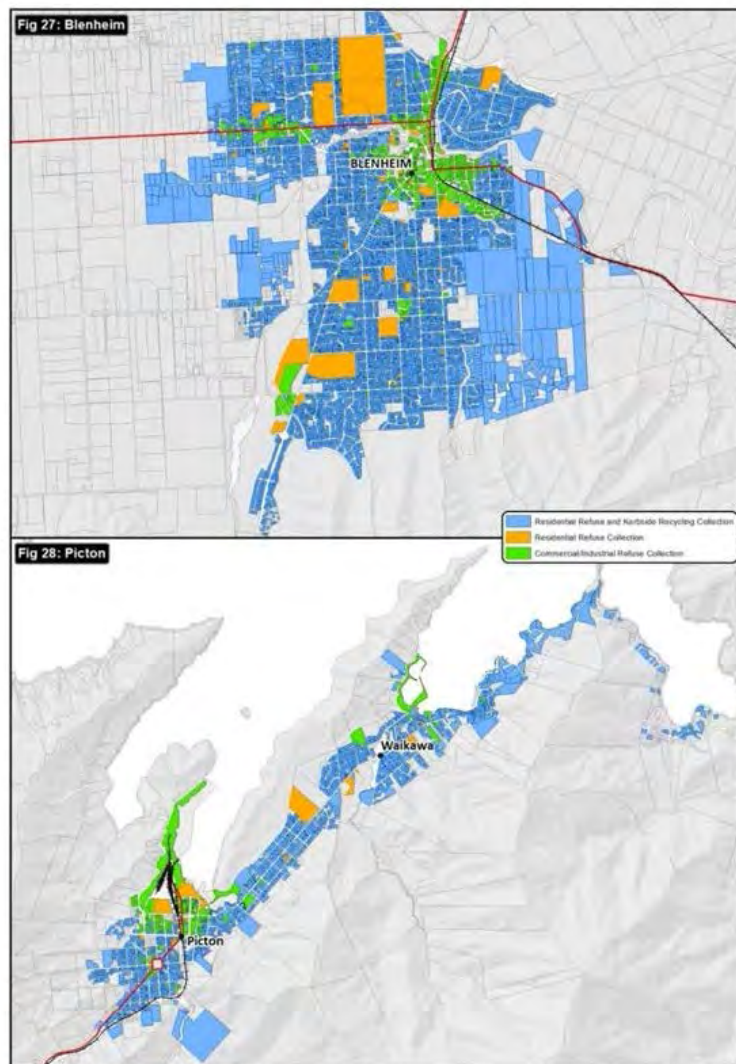 Fig 27: Blenheim
BLENHEIM
Residential Refuse and Kerbside Recycling Collection
Residential Refuse Collection
Commercial/Industrial Refuse Collection
Fig 28: Picton
Waikawa
Picton